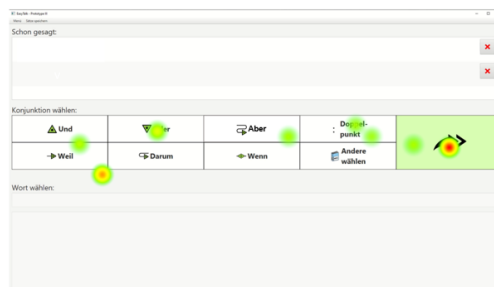 Schon gesagt:
Konjunktion wählen:
Und
Aber
: Doppel-
punkt
Weil
Darum
Wenn
Andere
wählen
Wort wählen: